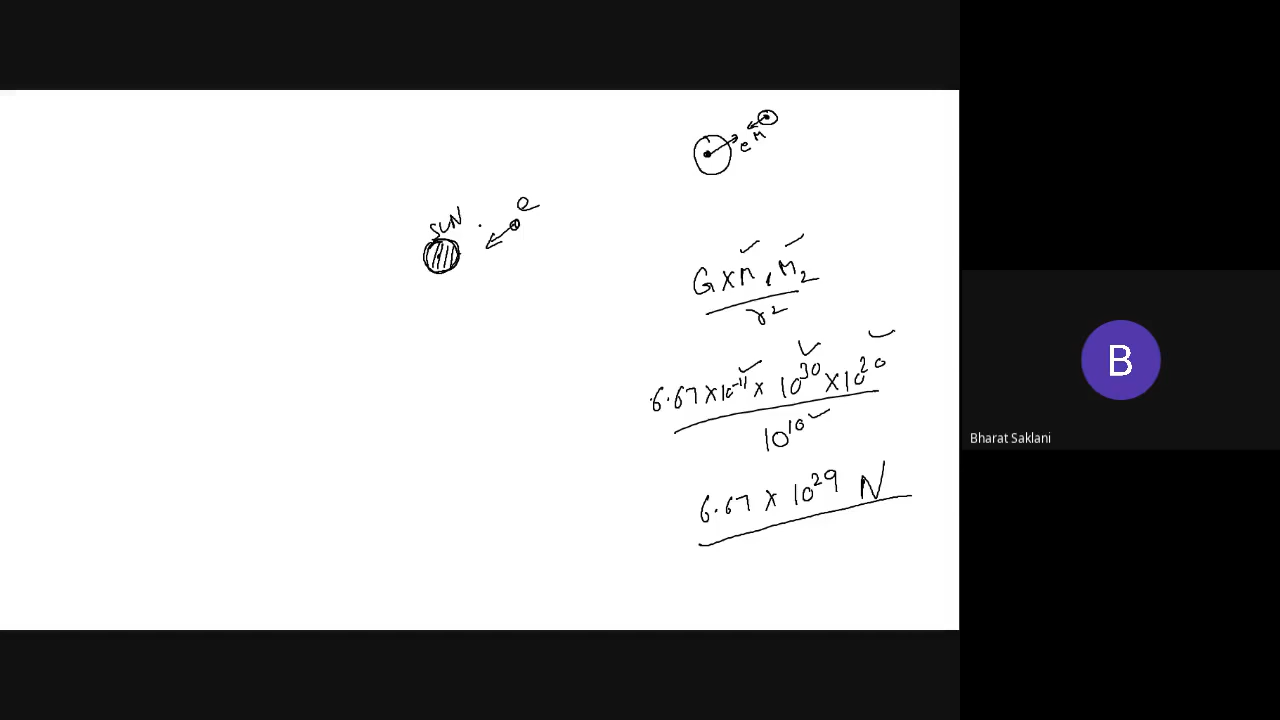 e M
SUN
e
G x M1 M2
r²
6.67 x 10⁻¹¹ x 10³⁰ x 10²⁰
10¹⁰
6.67 x 10²⁹ N
B
Bharat Saklani